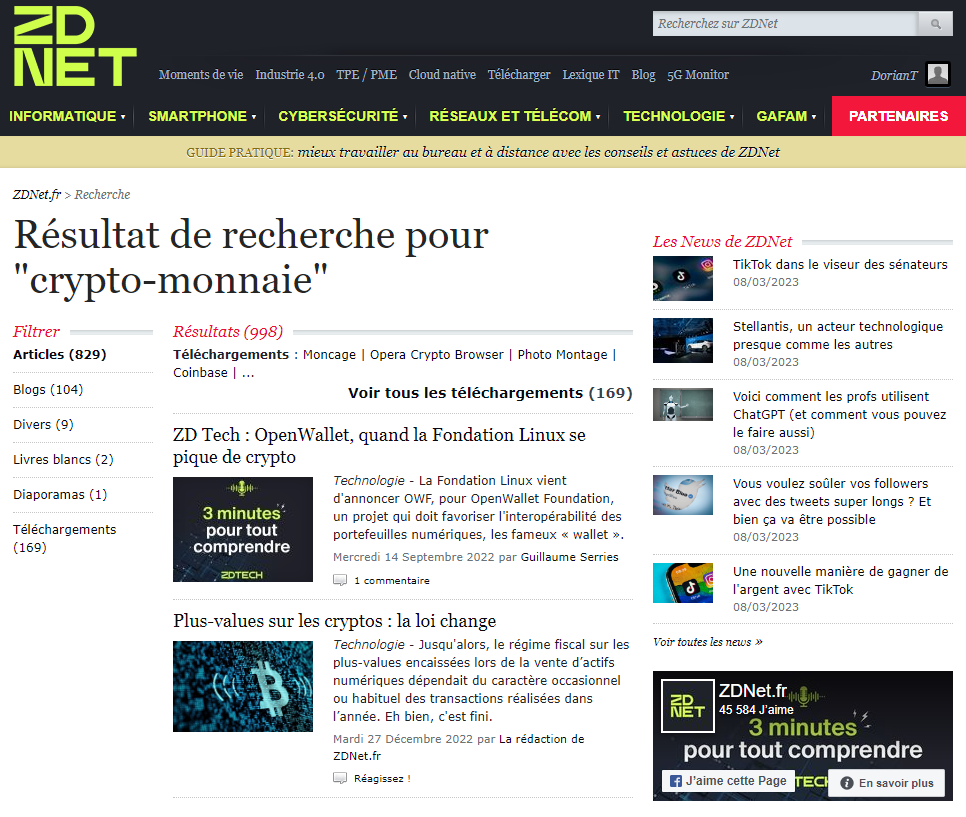 ZD
NET
Recherchez sur ZDNet
Moments de vie Industrie 4.0 TPE / PME Cloud native Télécharger Lexique IT Blog 5G Monitor
DorianT
INFORMATIQUE SMARTPHONE CYBERSÉCURITÉ RÉSEAUX ET TÉLÉCOM TECHNOLOGIE GAFAM PARTENAIRES
GUIDE PRATIQUE: mieux travailler au bureau et à distance avec les conseils et astuces de ZDNet
ZDNet.fr > Recherche
Résultat de recherche pour
"crypto-monnaie"
Filtrer
Articles (829)
Blogs (104)
Divers (9)
Livres blancs (2)
Diaporamas (1)
Téléchargements
(169)
Résultats (998)
Téléchargements : Moncage | Opera Crypto Browser | Photo Montage |
Coinbase | ...
Voir tous les téléchargements (169)
ZD Tech : OpenWallet, quand la Fondation Linux se
pique de crypto
3 minutes
pour tout
comprendre
ZDTECH
Technologie - La Fondation Linux vient
d'annoncer OWF, pour OpenWallet Foundation,
un projet qui doit favoriser l'interopérabilité des
portefeuilles numériques, les fameux « wallet ».
Mercredi 14 Septembre 2022 par Guillaume Serries
1 commentaire
Plus-values sur les cryptos : la loi change
Technologie - Jusqu'alors, le régime fiscal sur les
plus-values encaissées lors de la vente d’actifs
numériques dépendait du caractère occasionnel
ou habituel des transactions réalisées dans
l’année. Eh bien, c'est fini.
Mardi 27 Décembre 2022 par La rédaction de
ZDNet.fr
Réagissez !
Les News de ZDNet
TikTok dans le viseur des sénateurs
08/03/2023
Stellantis, un acteur technologique
presque comme les autres
08/03/2023
Voici comment les profs utilisent
ChatGPT (et comment vous pouvez
le faire aussi)
08/03/2023
Vous voulez soûler vos followers
avec des tweets super longs ? Et
bien ça va être possible
08/03/2023
Une nouvelle manière de gagner de
l'argent avec TikTok
08/03/2023
Voir toutes les news »
ZD
NET
ZDNet.fr
45 584 J’aime
3 minutes
pour tout comprendre
J’aime cette Page
TECH
En savoir plus